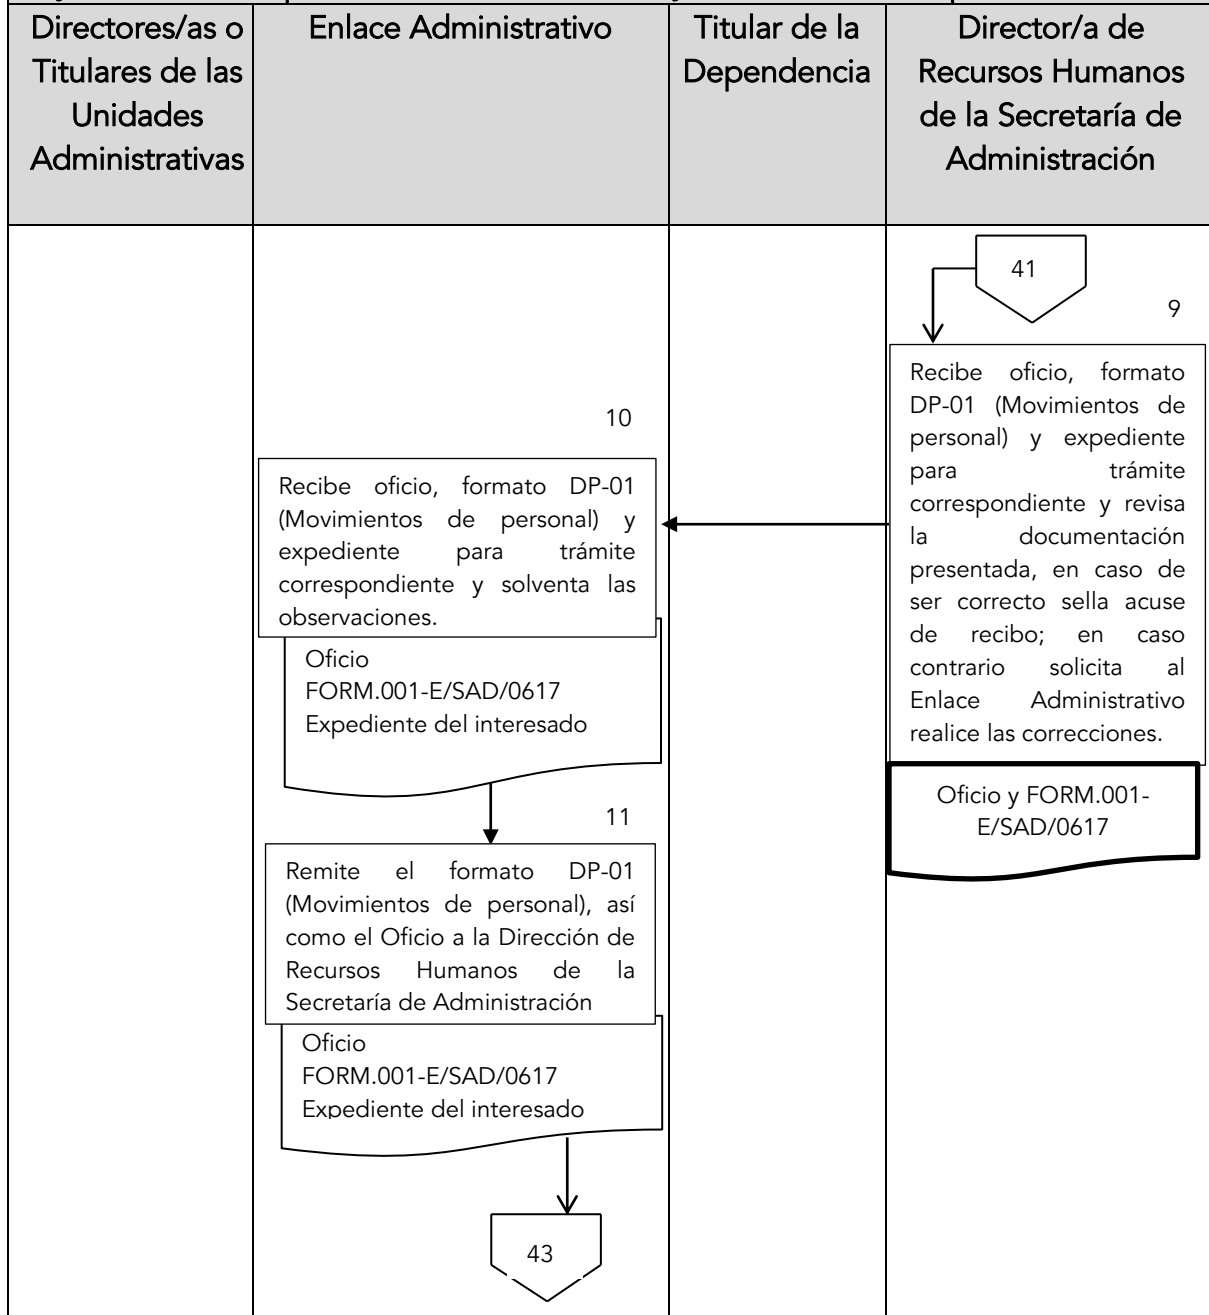 Directores/as o
Titulares de las
Unidades
Administrativas
Enlace Administrativo
Titular de la
Dependencia
Director/a de
Recursos Humanos
de la Secretaría de
Administración
41
9
Recibe oficio, formato
DP-01 (Movimientos de
personal) y expediente
para trámite
correspondiente y revisa
la documentación
presentada, en caso de
ser correcto sella acuse
de recibo; en caso
contrario solicita al
Enlace Administrativo
realice las correcciones.
Oficio y FORM.001-
E/SAD/0617
10
Recibe oficio, formato DP-01
(Movimientos de personal) y
expediente para trámite
correspondiente y solventa las
observaciones.
Oficio
FORM.001-E/SAD/0617
Expediente del interesado
11
Remite el formato DP-01
(Movimientos de personal), así
como el Oficio a la Dirección de
Recursos Humanos de la
Secretaría de Administración
Oficio
FORM.001-E/SAD/0617
Expediente del interesado
43